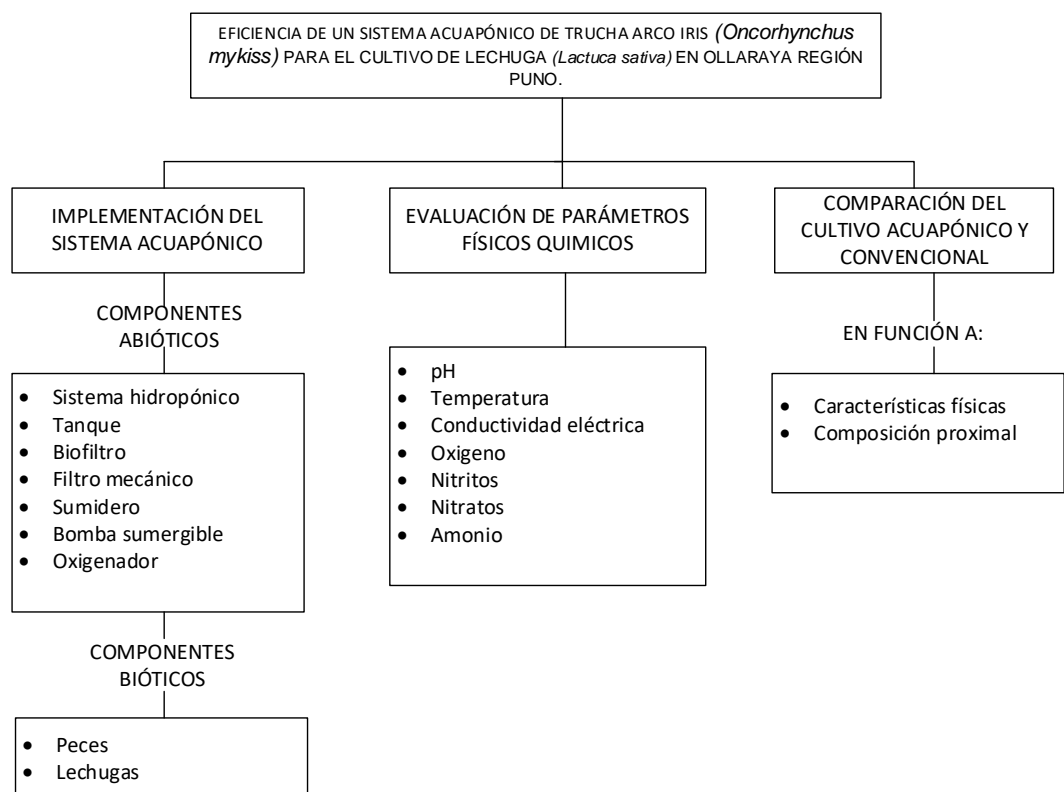 EFICIENCIA DE UN SISTEMA ACUAPÓNICO DE TRUCHA ARCO IRIS (Oncorhynchus
mykiss) PARA EL CULTIVO DE LECHUGA (Lactuca sativa) EN OLLARAYA REGIÓN
PUNO.
IMPLEMENTACIÓN DEL
SISTEMA ACUAPÓNICO
COMPONENTES
ABIÓTICOS
• Sistema hidropónico
• Tanque
• Biofiltro
• Filtro mecánico
• Sumidero
• Bomba sumergible
• Oxigenador
COMPONENTES
BIÓTICOS
• Peces
• Lechugas
EVALUACIÓN DE PARÁMETROS
FÍSICOS QUIMICOS
• pH
• Temperatura
• Conductividad eléctrica
• Oxigeno
• Nitritos
• Nitratos
• Amonio
COMPARACIÓN DEL
CULTIVO ACUAPÓNICO Y
CONVENCIONAL
EN FUNCIÓN A:
• Características físicas
• Composición proximal